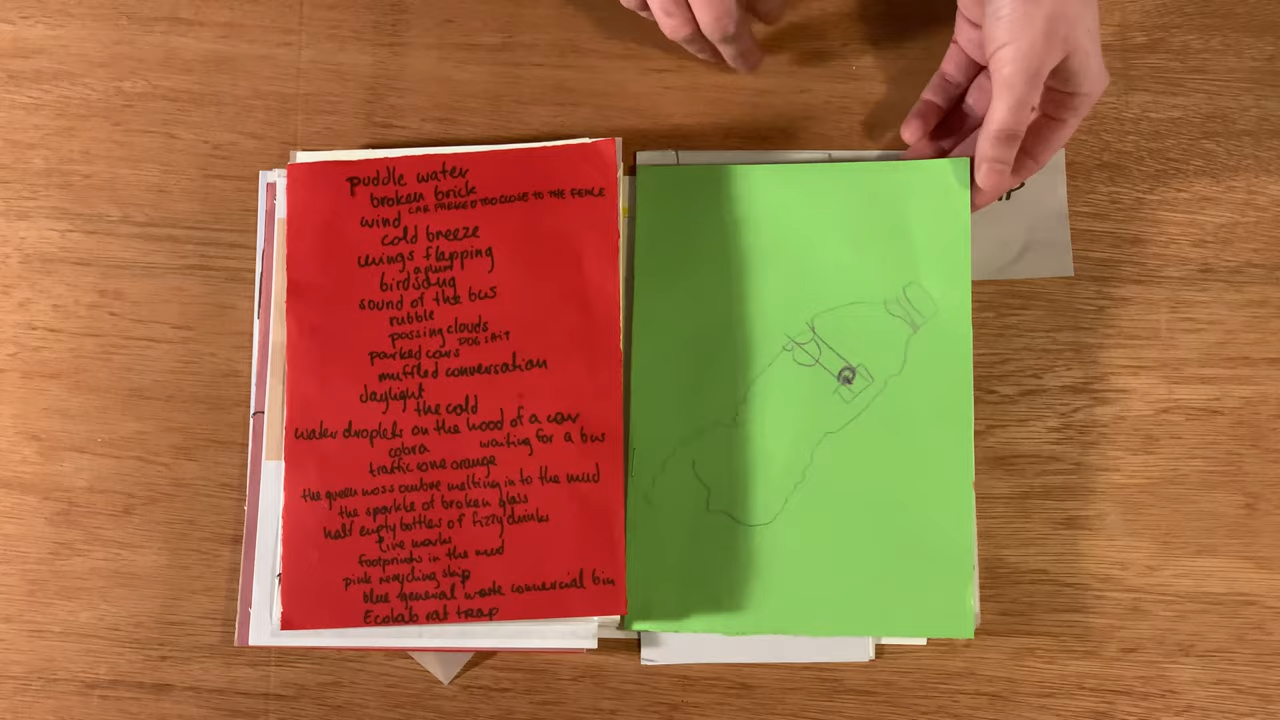 puddle water
broken brick
CAR PARKED TOO CLOSE TO THE FENCE
wind
cold breeze
wings flapping
a plum
birdsong
sound of the bus
rubble
passing clouds
DOG SHIT
parked cars
muffled conversation
daylight
the cold
water droplets on the hood of a car
cobra waiting for a bus
traffic cone orange
the green moss ombre melting in to the mud
the sparkle of broken glass
half empty bottles of fizzy drinks
tire marks
footprints in the mud
pink recycling skip
blue general waste commercial bin
Ecolab rat trap